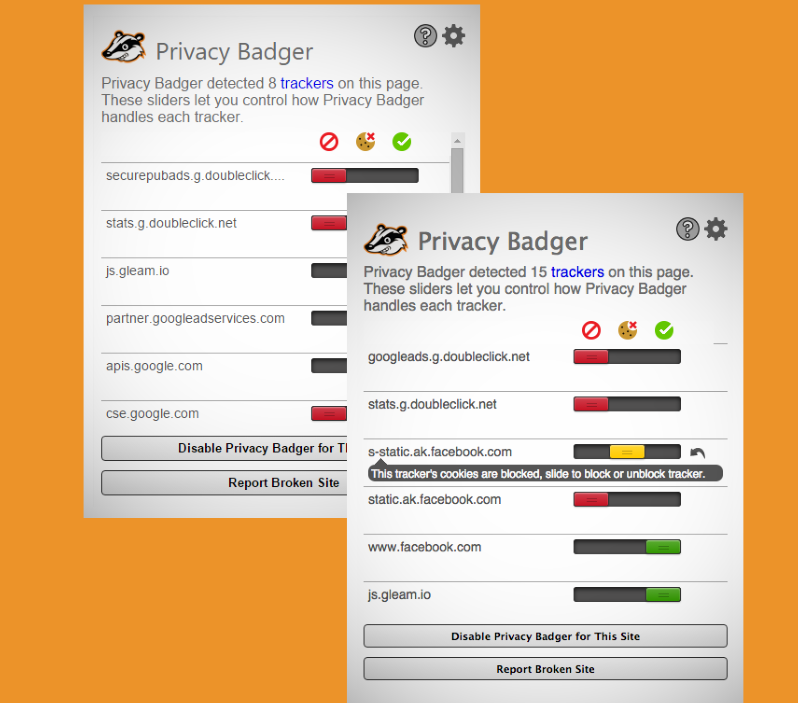 Privacy Badger
Privacy Badger detected 8 trackers on this page.
These sliders let you control how Privacy Badger
handles each tracker.
securepubads.g.doubleclick....
stats.g.doubleclick.net
js.gleam.io
partner.googleadservices.com
apis.google.com
cse.google.com
Disable Privacy Badger for Th
Report Broken Site
Privacy Badger
Privacy Badger detected 15 trackers on this page.
These sliders let you control how Privacy Badger
handles each tracker.
googleads.g.doubleclick.net
stats.g.doubleclick.net
s-static.ak.facebook.com
This tracker's cookies are blocked, slide to block or unblock tracker.
static.ak.facebook.com
www.facebook.com
js.gleam.io
Disable Privacy Badger for This Site
Report Broken Site